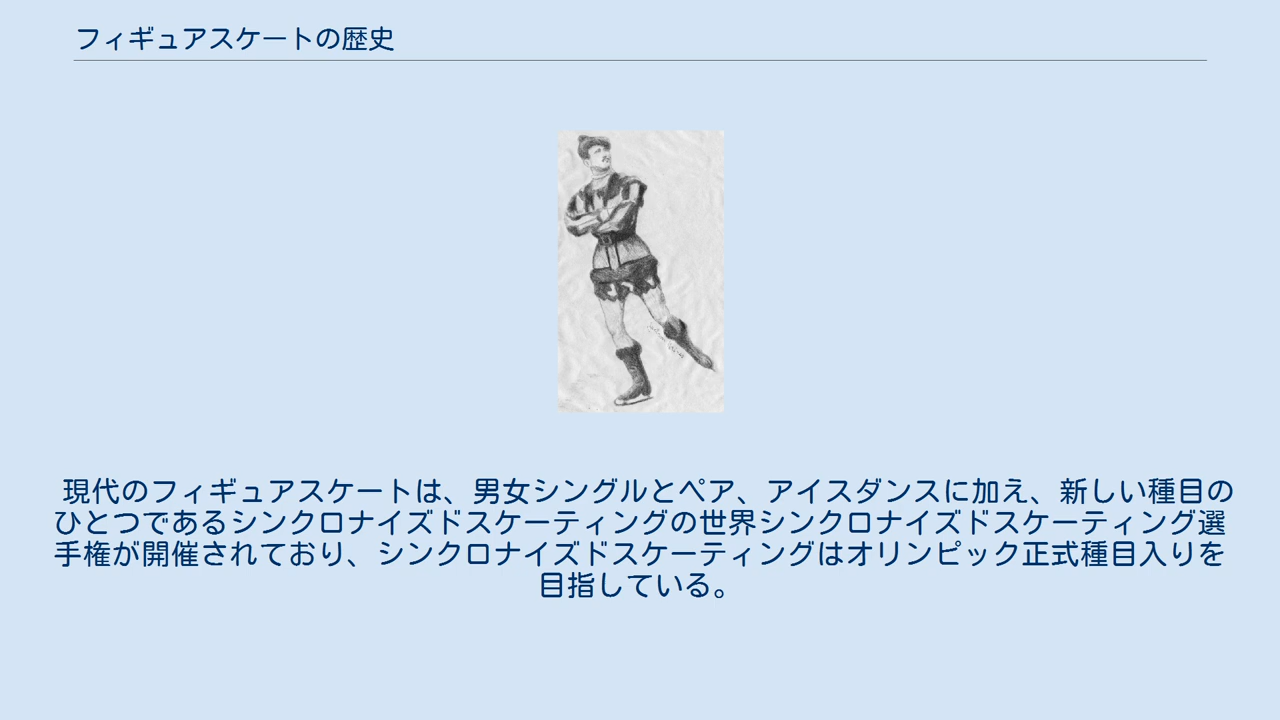 フィギュアスケートの歴史
現代のフィギュアスケートは、男女シングルとペア、アイスダンスに加え、新しい種目の
ひとつであるシンクロナイズドスケーティングの世界シンクロナイズドスケーティング選
手権が開催されており、シンクロナイズドスケーティングはオリンピック正式種目入りを
目指している。